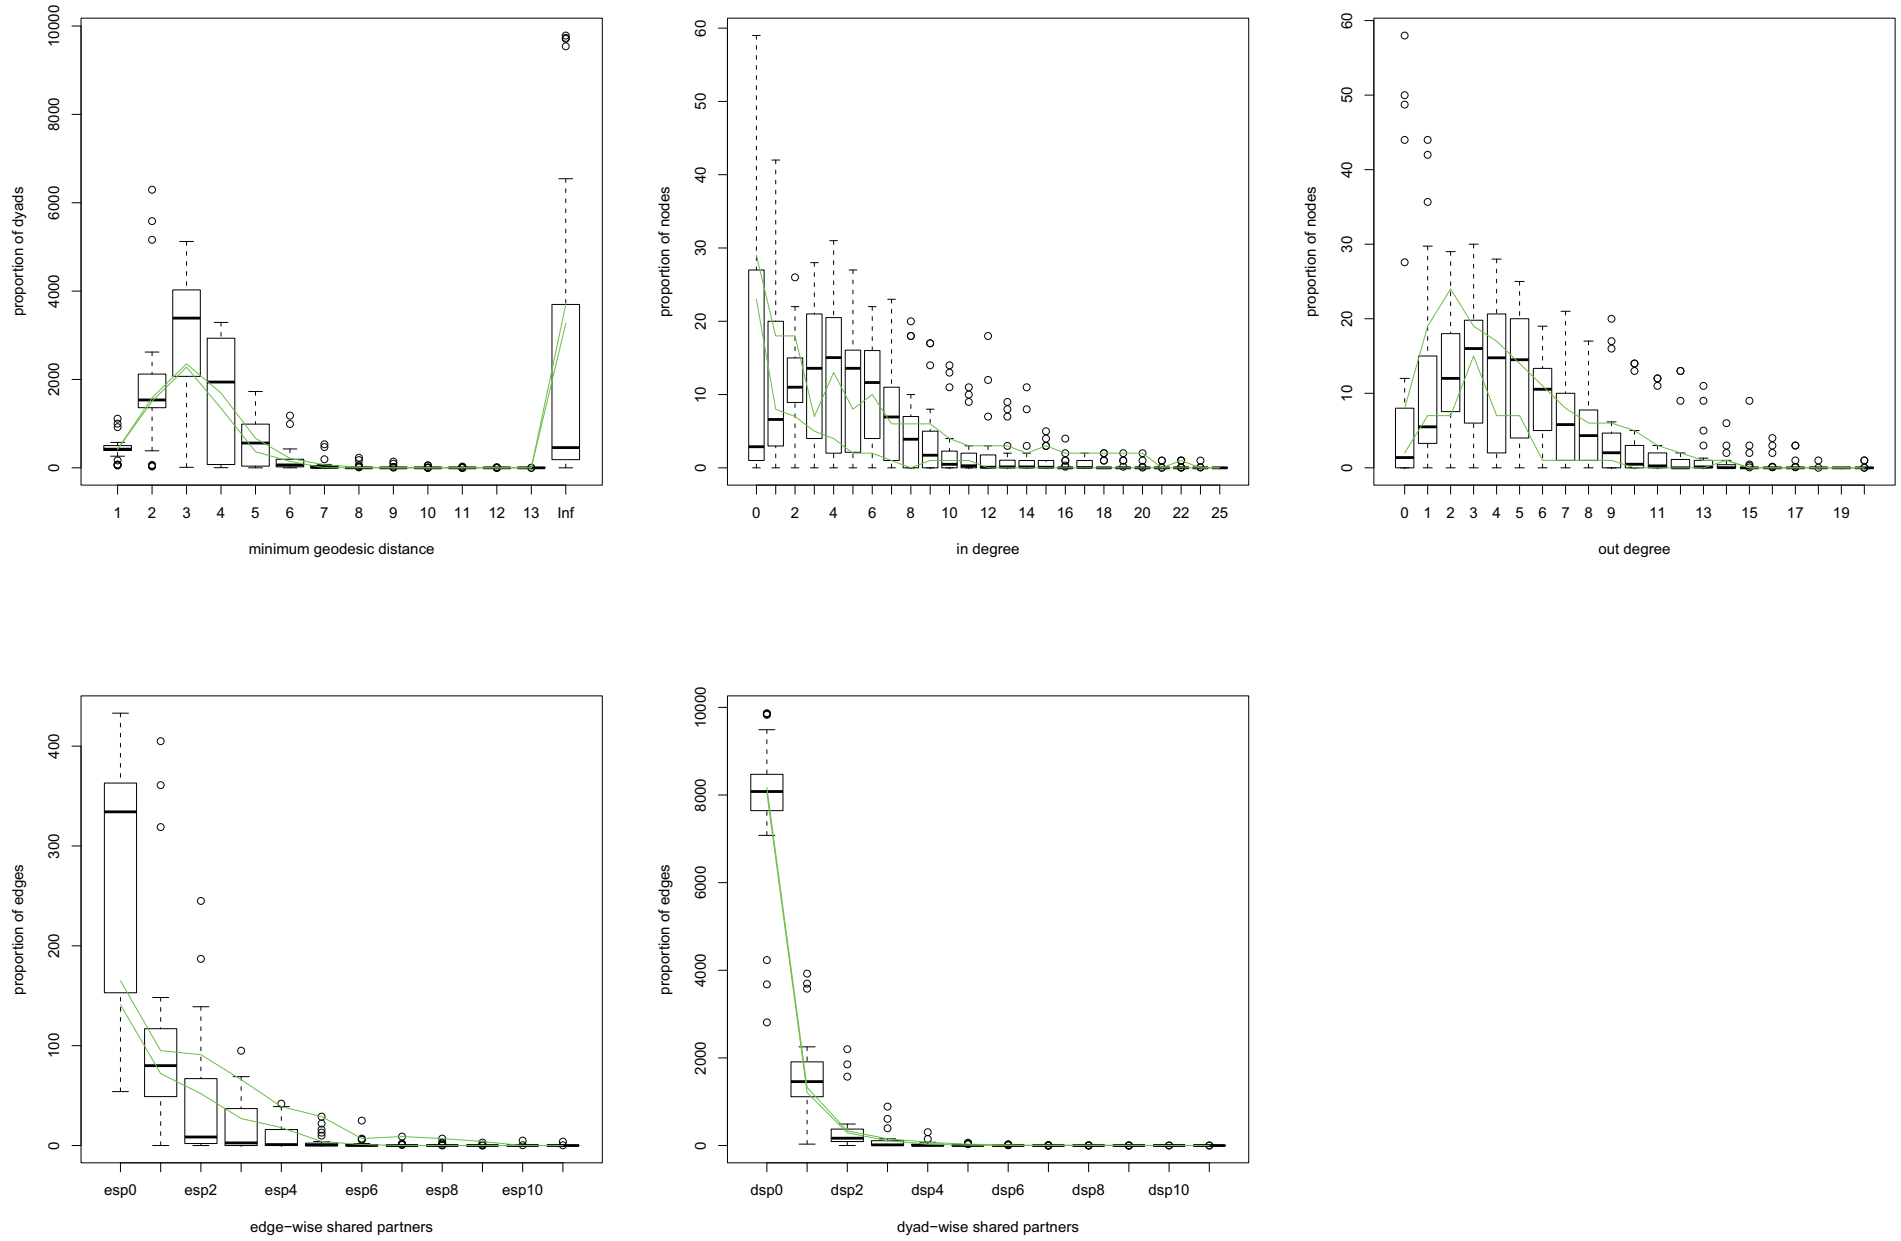 10000
8000
6000
4000
2000
0
proportion of dyads
1 2 3 4 5 6 7 8 9 10 11 12 13 Inf
minimum geodesic distance
60
50
40
30
20
10
0
proportion of nodes
0 2 4 6 8 10 12 14 16 18 20 22 25
in degree
60
50
40
30
20
10
0
proportion of nodes
0 1 2 3 4 5 6 7 8 9 11 13 15 17 19
out degree
400
300
200
100
0
proportion of edges
esp0 esp2 esp4 esp6 esp8 esp10
edge−wise shared partners
10000
8000
6000
4000
2000
0
proportion of edges
dsp0 dsp2 dsp4 dsp6 dsp8 dsp10
dyad−wise shared partners